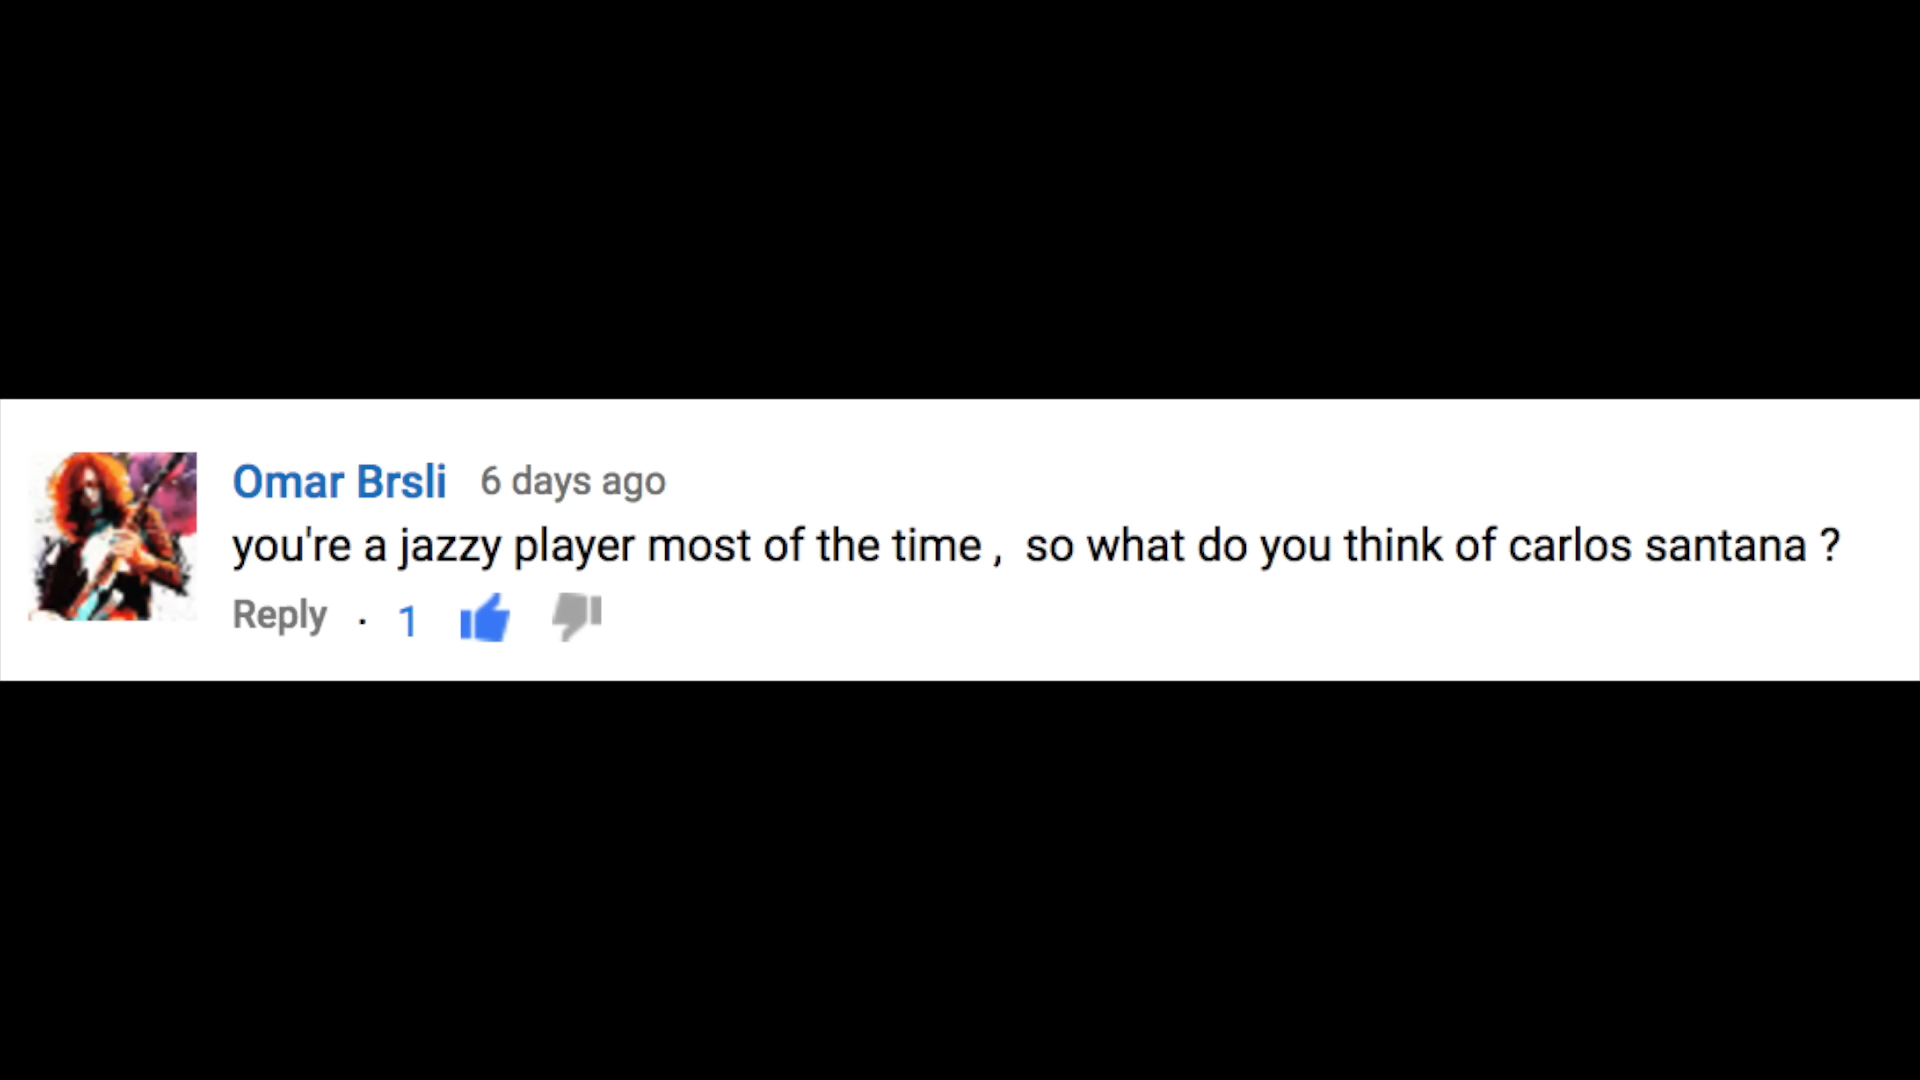 Omar Brsli 6 days ago
you're a jazzy player most of the time ,  so what do you think of carlos santana ?
Reply · 1